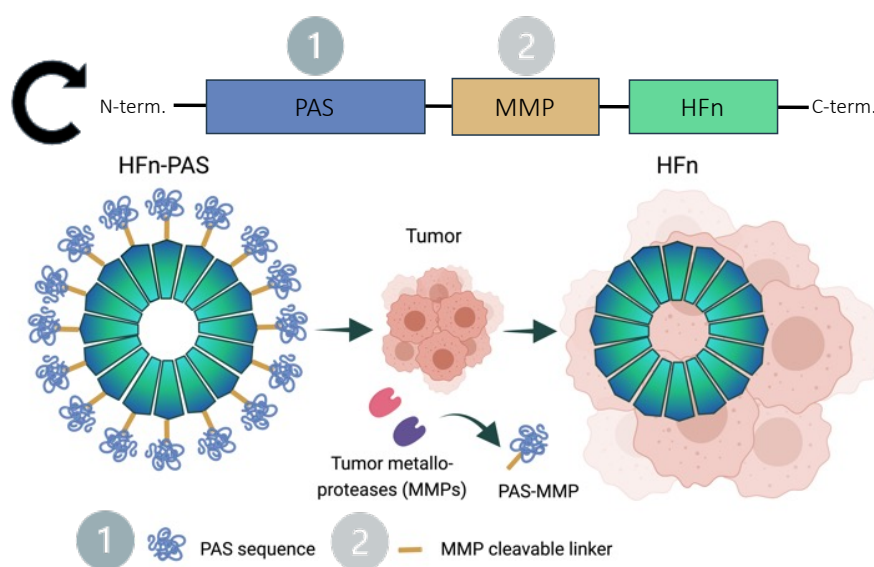 1
2
N-term.
PAS
MMP
HFn
C-term.
HFn-PAS
HFn
Tumor
Tumor metallo-
proteases (MMPs)
PAS-MMP
1
PAS sequence
2
MMP cleavable linker